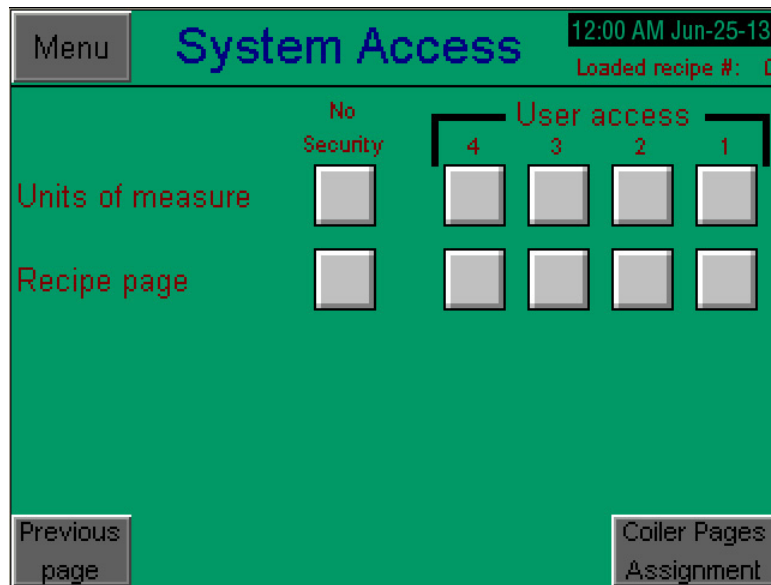 Menu
System Access
12:00 AM Jun-25-13
Loaded recipe #:
No
Security
User access
4 3 2 1
Units of measure
Recipe page
Previous
page
Coiler Pages
Assignment